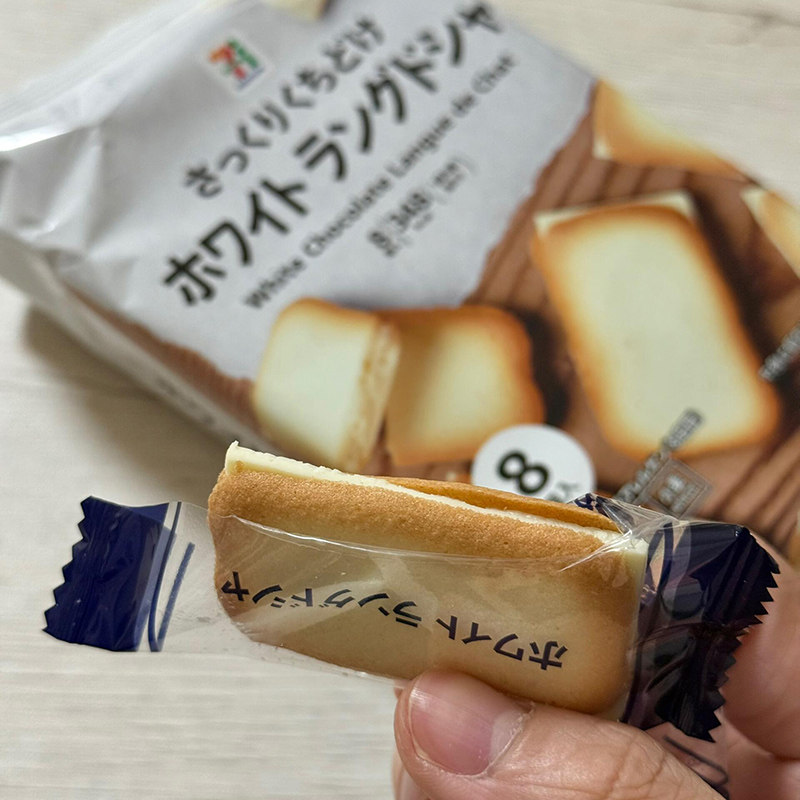 さっくりくちどけ
ホワイトラングドシャ
White Chocolate Langue de Chat
348
8
ホワイトラングドシャ